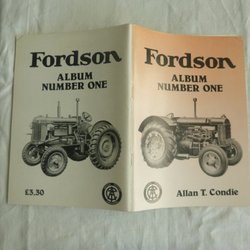 Fordson
ALBUM
NUMBER ONE
£3.30
Fordson
ALBUM
NUMBER ONE
Allan T. Condie